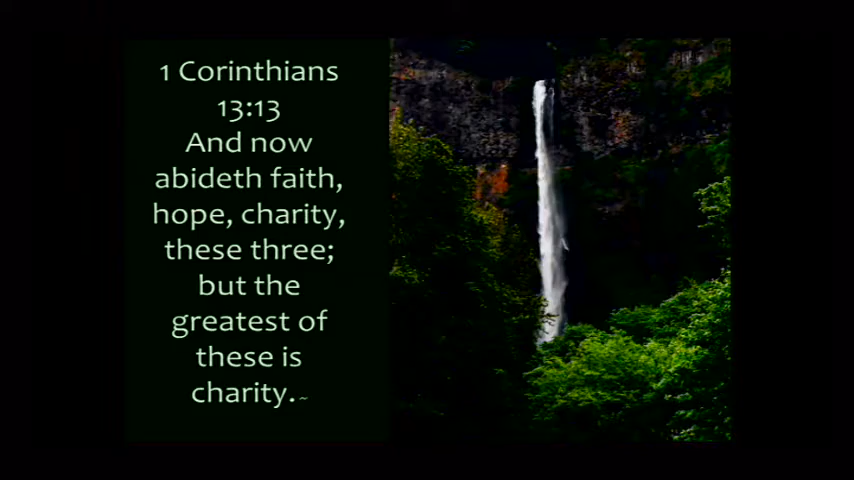 1 Corinthians
13:13
And now
abideth faith,
hope, charity,
these three;
but the
greatest of
these is
charity.~